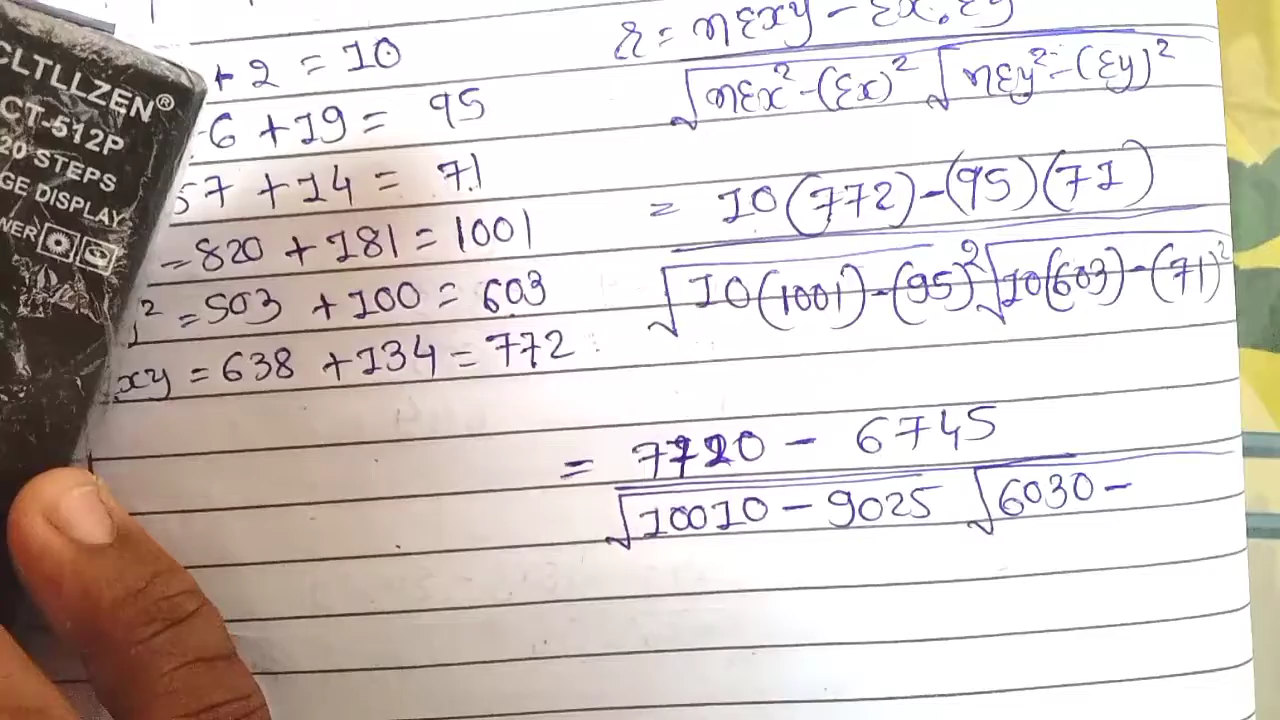 CLTLLZEN®
CT-512P
20 STEPS
GE DISPLAY
WER
+ 2 = 10
6 + 19 = 95
57 + 14 = 71
= 820 + 181 = 1001
² = 503 + 100 = 603
xy = 638 + 134 = 772
r = nΣxy - Σx.Σy
√nΣx² - (Σx)² √nΣy² - (Σy)²
= 10(772) - (95)(71)
√10(1001) - (95)² √10(603) - (71)²
= 7720 - 6745
√10010 - 9025 √6030 -